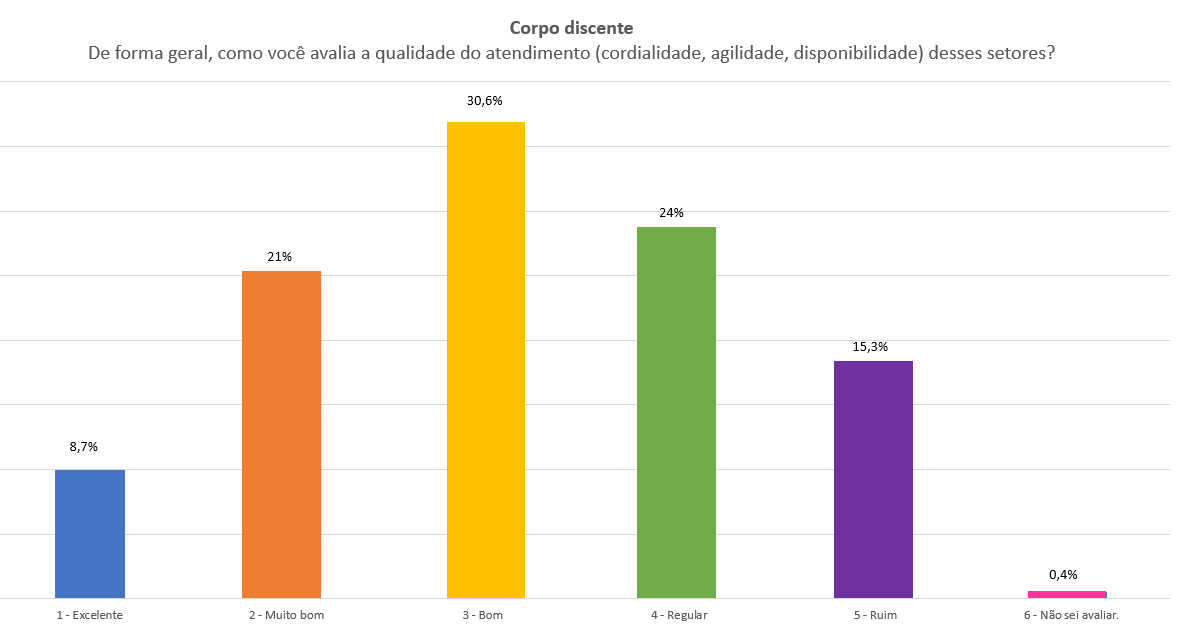 Corpo discente
De forma geral, como você avalia a qualidade do atendimento (cordialidade, agilidade, disponibilidade) desses setores?
30,6%
24%
21%
15,3%
8,7%
0,4%
1 - Excelente
2 - Muito bom
3 - Bom
4 - Regular
5 - Ruim
6 - Não sei avaliar.